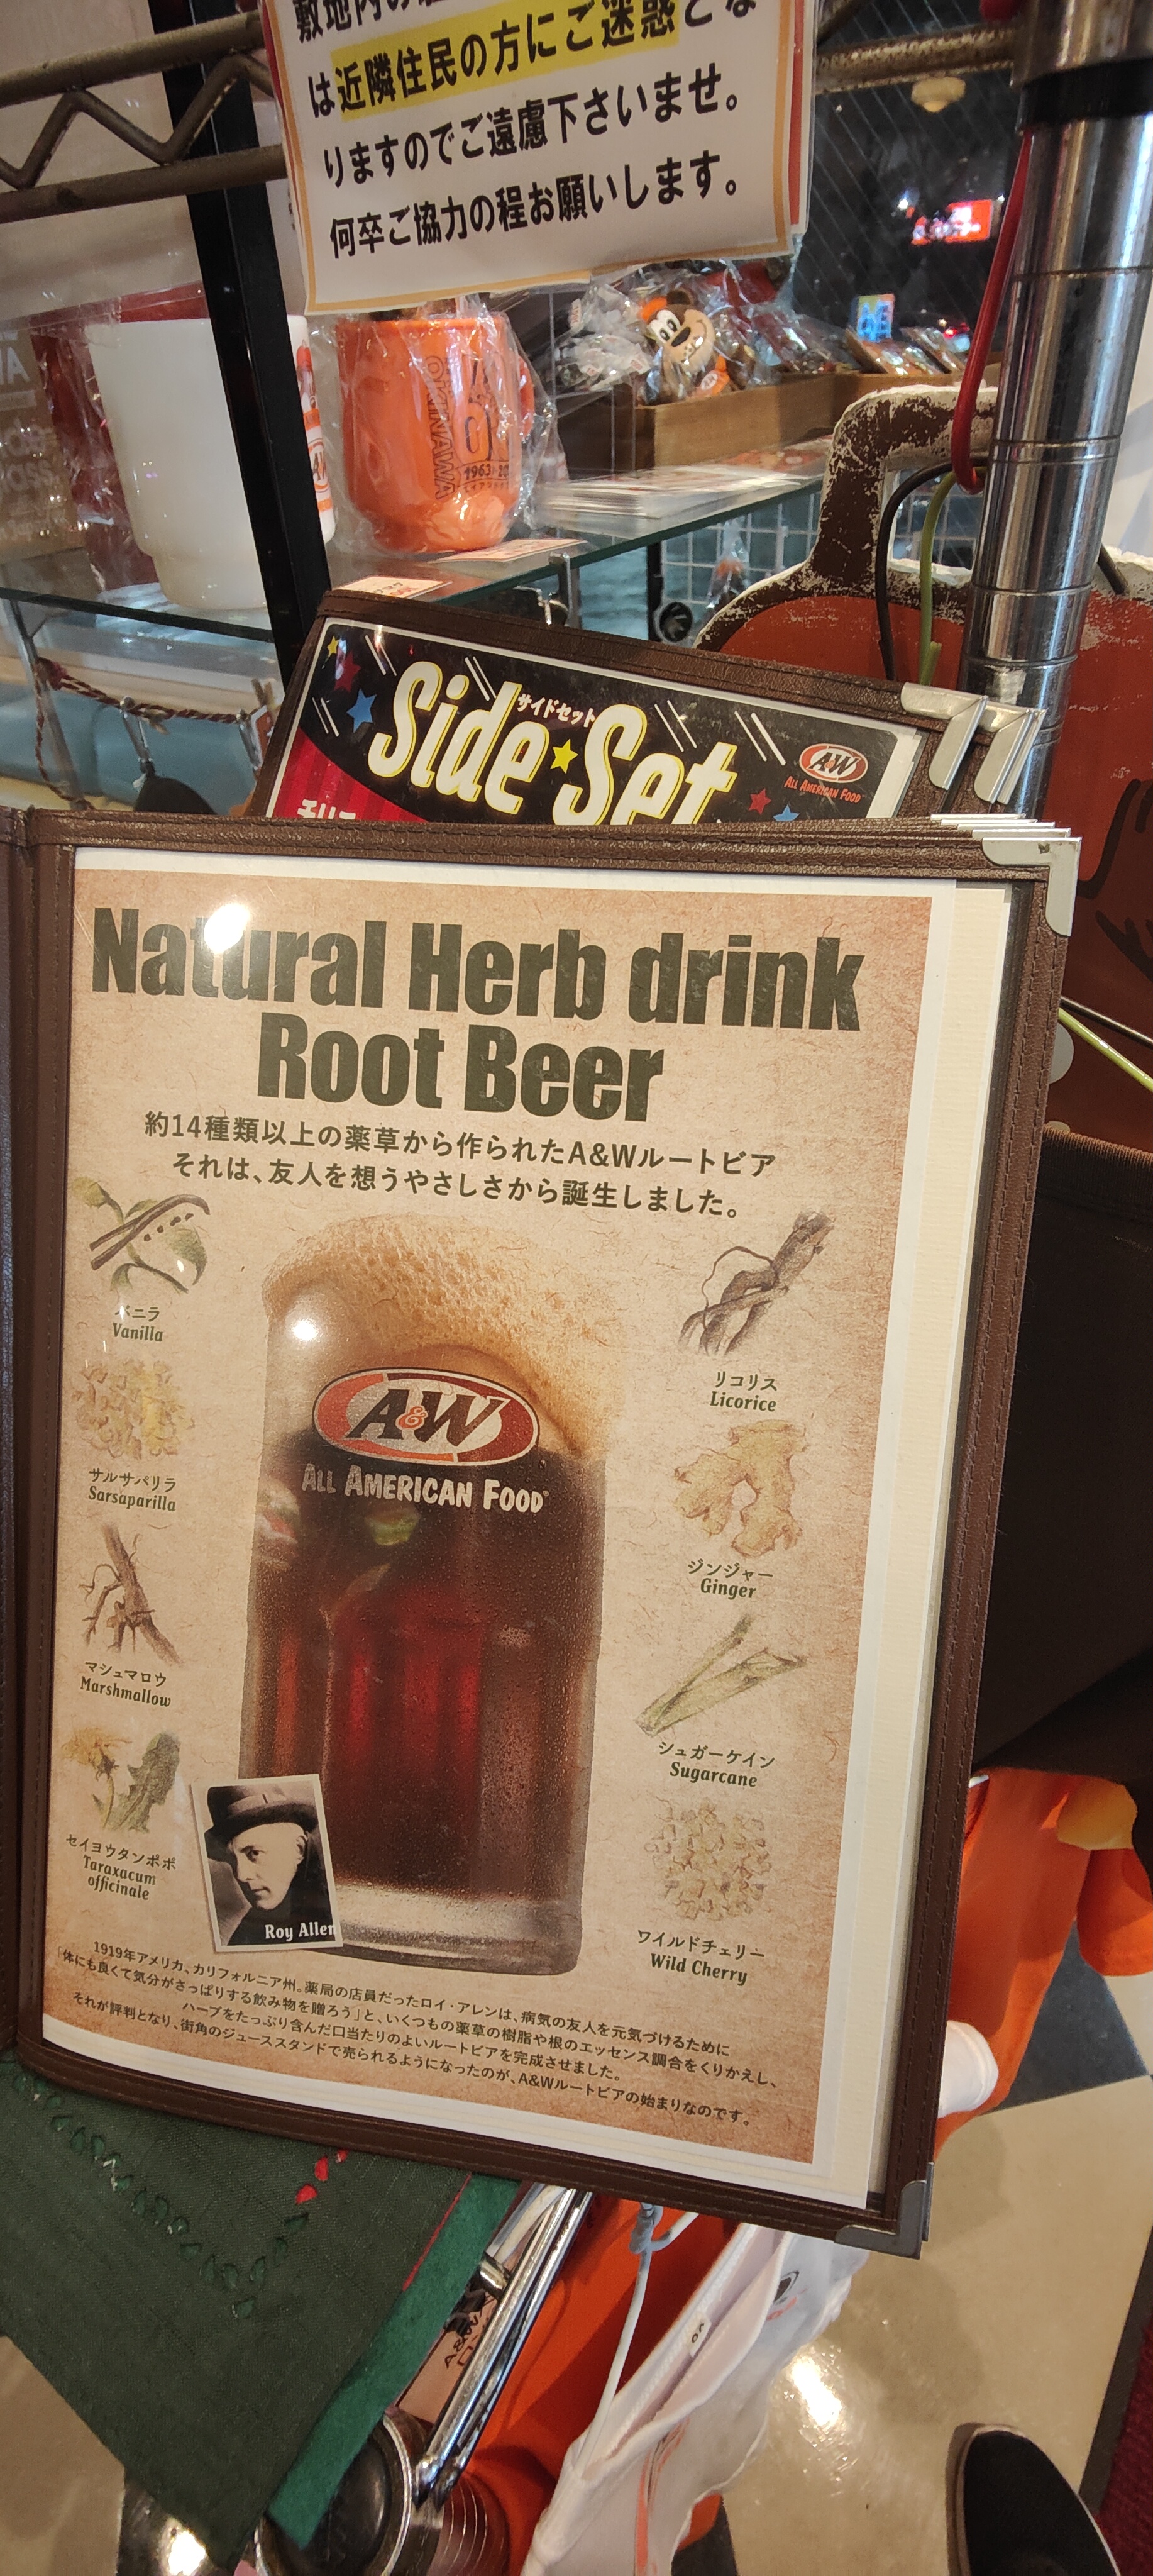 は近隣住民の方にご迷惑とな
りますのでご遠慮下さいませ。
何卒ご協力の程お願いします。
OKINAWA
1963
Side★Set
サイドセット
A&W
ALL AMERICAN FOOD
Natural Herb drink
Root Beer
約14種類以上の薬草から作られたA&Wルートビア
それは、友人を想うやさしさから誕生しました。
バニラ
Vanilla
サルサパリラ
Sarsaparilla
マシュマロウ
Marshmallow
セイヨウタンポポ
Taraxacum
officinale
A&W
ALL AMERICAN FOOD
リコリス
Licorice
ジンジャー
Ginger
シュガーケイン
Sugarcane
ワイルドチェリー
Wild Cherry
Roy Allen
1919年アメリカ、カリフォルニア州。薬局の店員だったロイ・アレンは、病気の友人を元気づけるために
「体にも良くて気分がさっぱりする飲み物を贈ろう」と、いくつもの薬草の樹脂や根のエッセンス調合をくりかえし、
ハーブをたっぷり含んだ口当たりのよいルートビアを完成させました。
それが評判となり、街角のジューススタンドで売られるようになったのが、A&Wルートビアの始まりなのです。